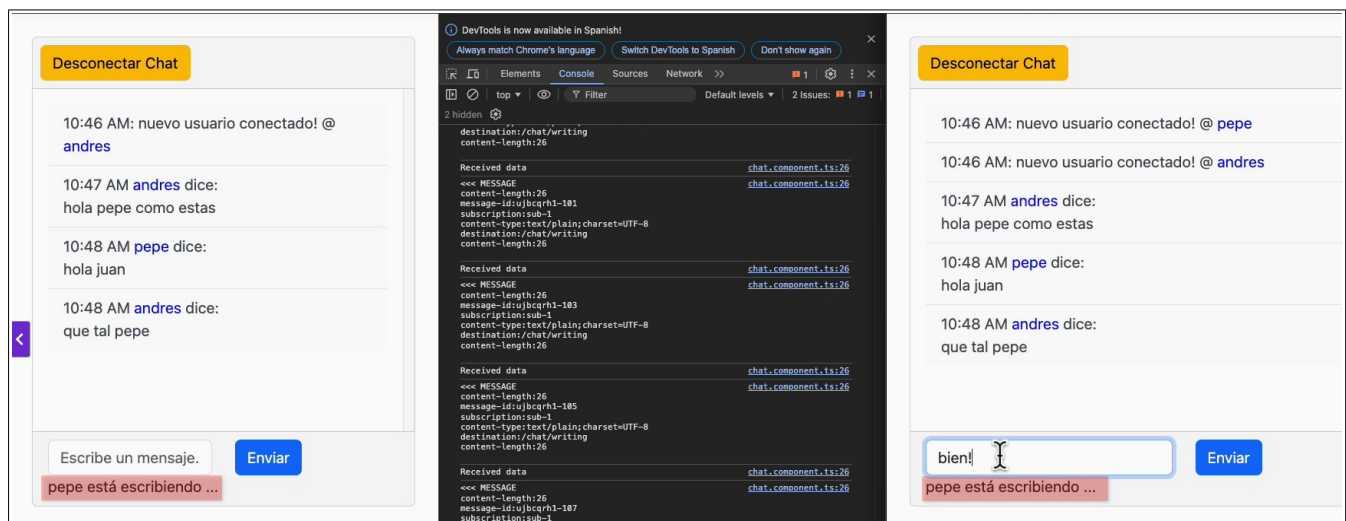 Desconectar Chat
10:46 AM: nuevo usuario conectado! @
andres
10:47 AM andres dice:
hola pepe como estas
10:48 AM pepe dice:
hola juan
10:48 AM andres dice:
que tal pepe
Escribe un mensaje.
Enviar
pepe está escribiendo ...
DevTools is now available in Spanish!
Always match Chrome's language Switch DevTools to Spanish Don't show again
Elements Console Sources Network >> 1
top Filter Default levels 2 Issues: 1 1
2 hidden
destination:/chat/writing
content-length:26
Received data chat.component.ts:26
<<< MESSAGE chat.component.ts:26
content-length:26
message-id:ujbcqrh1-101
subscription:sub-1
content-type:text/plain;charset=UTF-8
destination:/chat/writing
content-length:26
Received data chat.component.ts:26
<<< MESSAGE chat.component.ts:26
content-length:26
message-id:ujbcqrh1-103
subscription:sub-1
content-type:text/plain;charset=UTF-8
destination:/chat/writing
content-length:26
Received data chat.component.ts:26
<<< MESSAGE chat.component.ts:26
content-length:26
message-id:ujbcqrh1-105
subscription:sub-1
content-type:text/plain;charset=UTF-8
destination:/chat/writing
content-length:26
Received data chat.component.ts:26
<<< MESSAGE chat.component.ts:26
content-length:26
message-id:ujbcqrh1-107
subscription:sub-1
Desconectar Chat
10:46 AM: nuevo usuario conectado! @ pepe
10:46 AM: nuevo usuario conectado! @ andres
10:47 AM andres dice:
hola pepe como estas
10:48 AM pepe dice:
hola juan
10:48 AM andres dice:
que tal pepe
bien!
Enviar
pepe está escribiendo ...